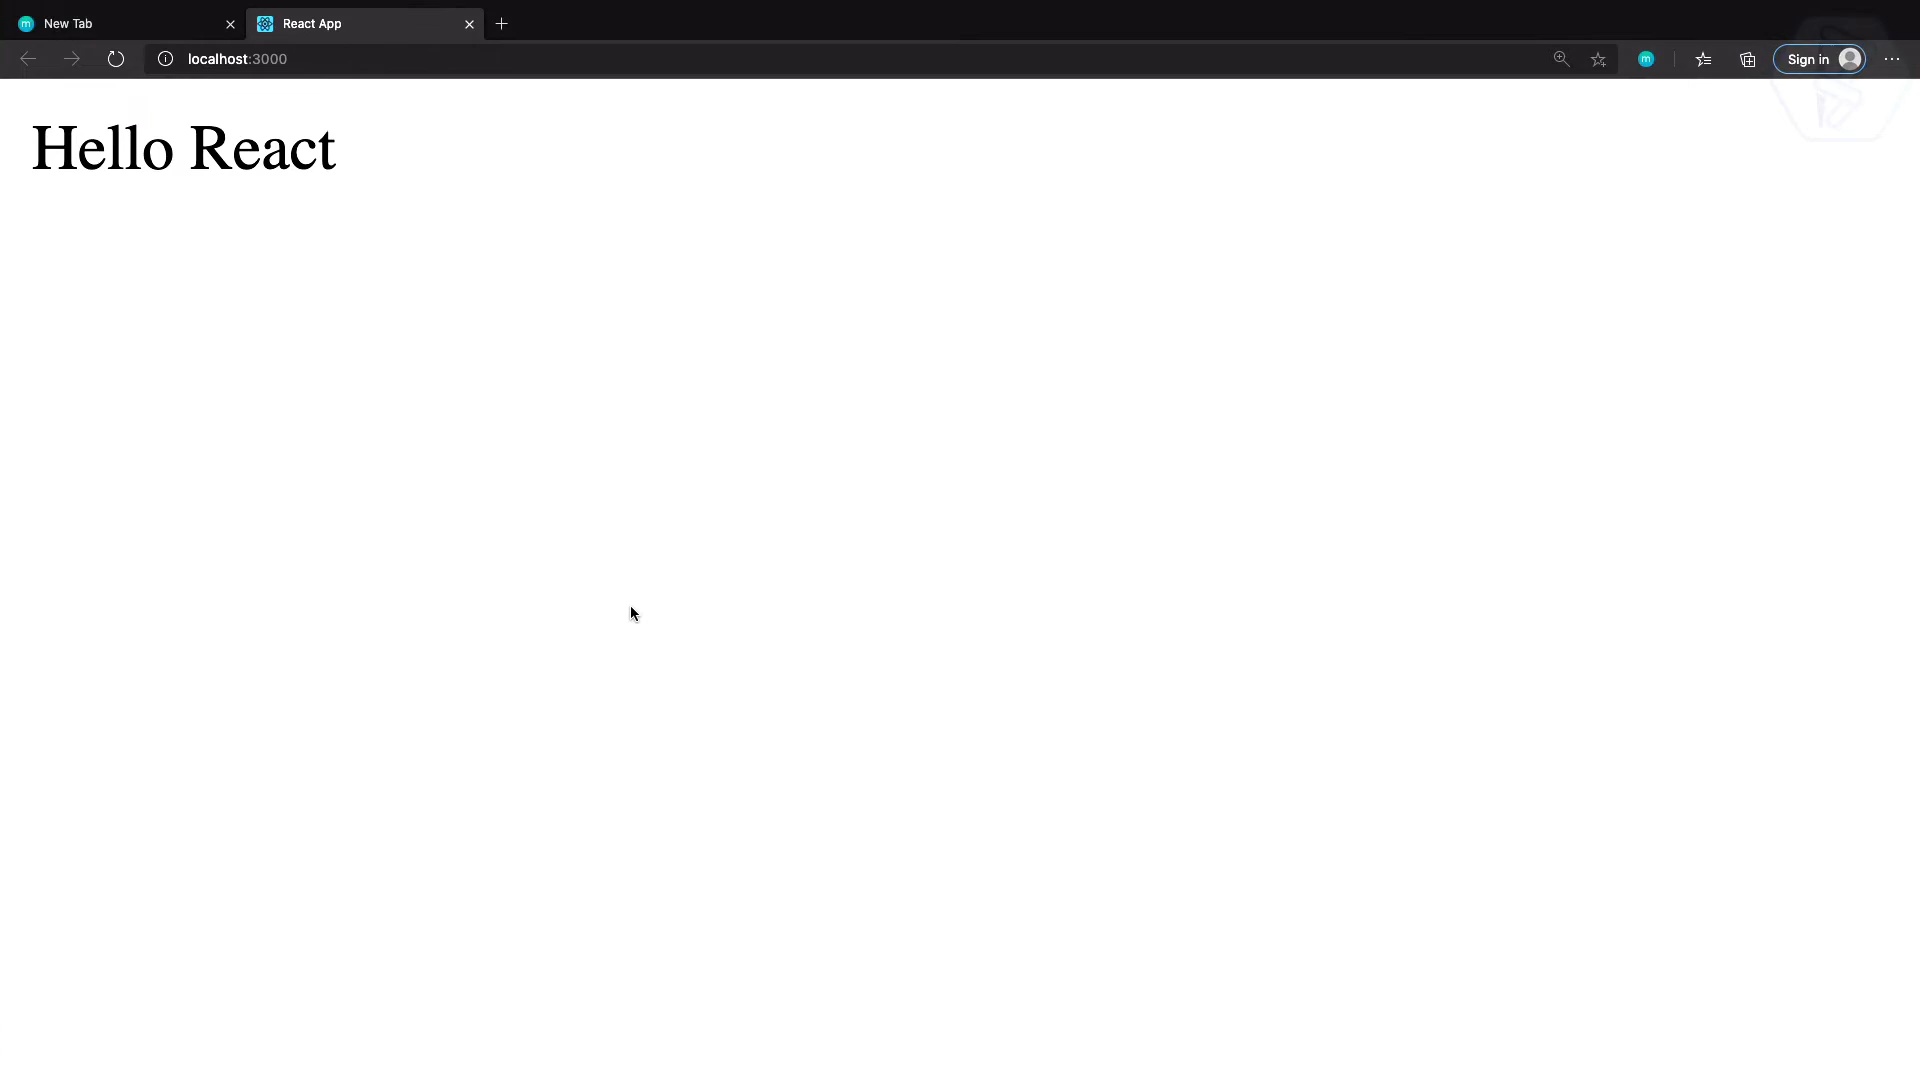 New Tab
React App
localhost:3000
m
Sign in
Hello React